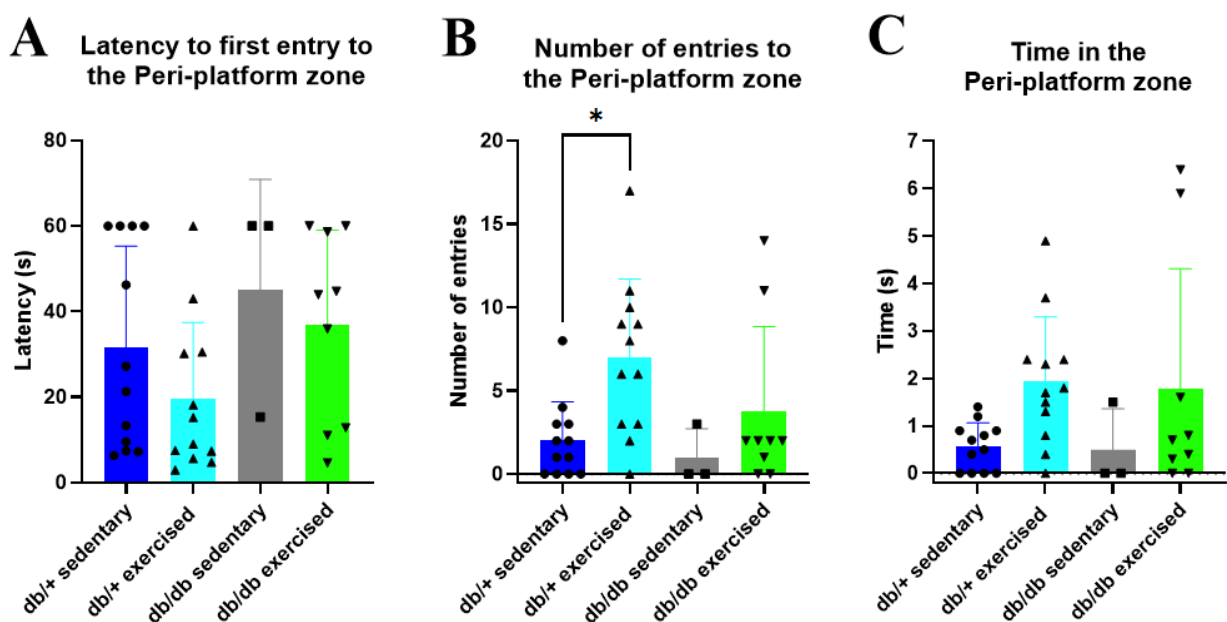 A
Latency to first entry to
the Peri-platform zone
Latency (s)
80
60
40
20
0
db/+ sedentary
db/+ exercised
db/db sedentary
db/db exercised
B
Number of entries to
the Peri-platform zone
Number of entries
20
15
10
5
0
*
db/+ sedentary
db/+ exercised
db/db sedentary
db/db exercised
C
Time in the
Peri-platform zone
Time (s)
7
6
5
4
3
2
1
0
db/+ sedentary
db/+ exercised
db/db sedentary
db/db exercised